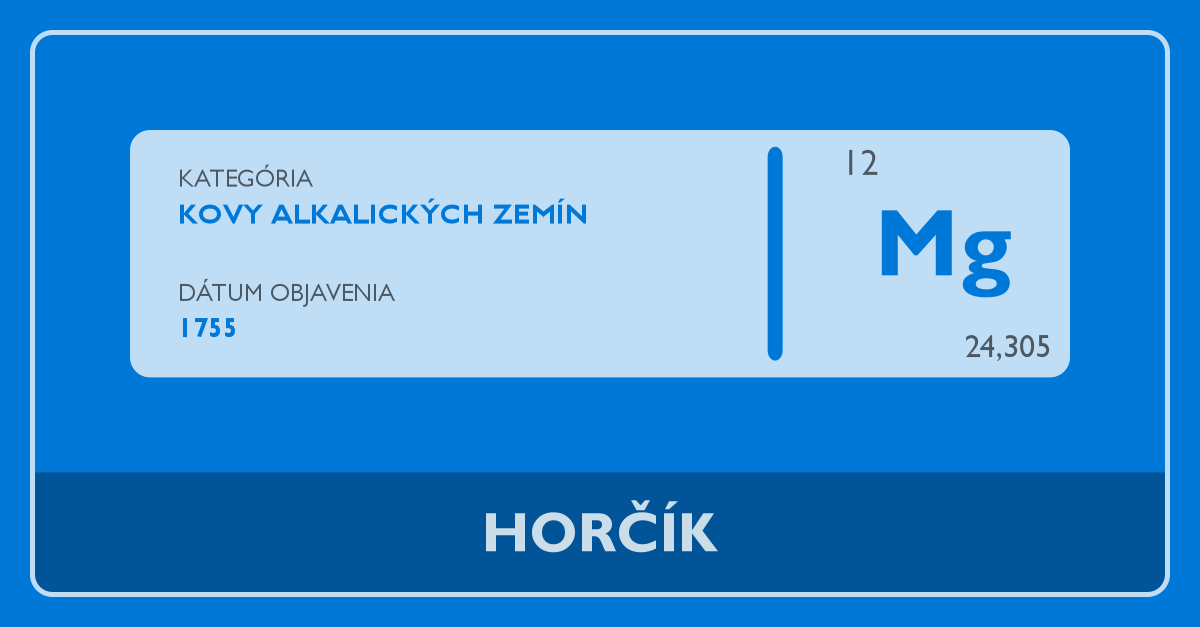 KATEGÓRIA
KOVY ALKALICKÝCH ZEMÍN
DÁTUM OBJAVENIA
1755
12
Mg
24,305
HORČÍK